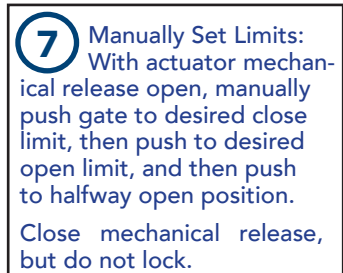 7 Manually Set Limits:
With actuator mechan-
ical release open, manually
push gate to desired close
limit, then push to desired
open limit, and then push
to halfway open position.
Close mechanical release,
but do not lock.